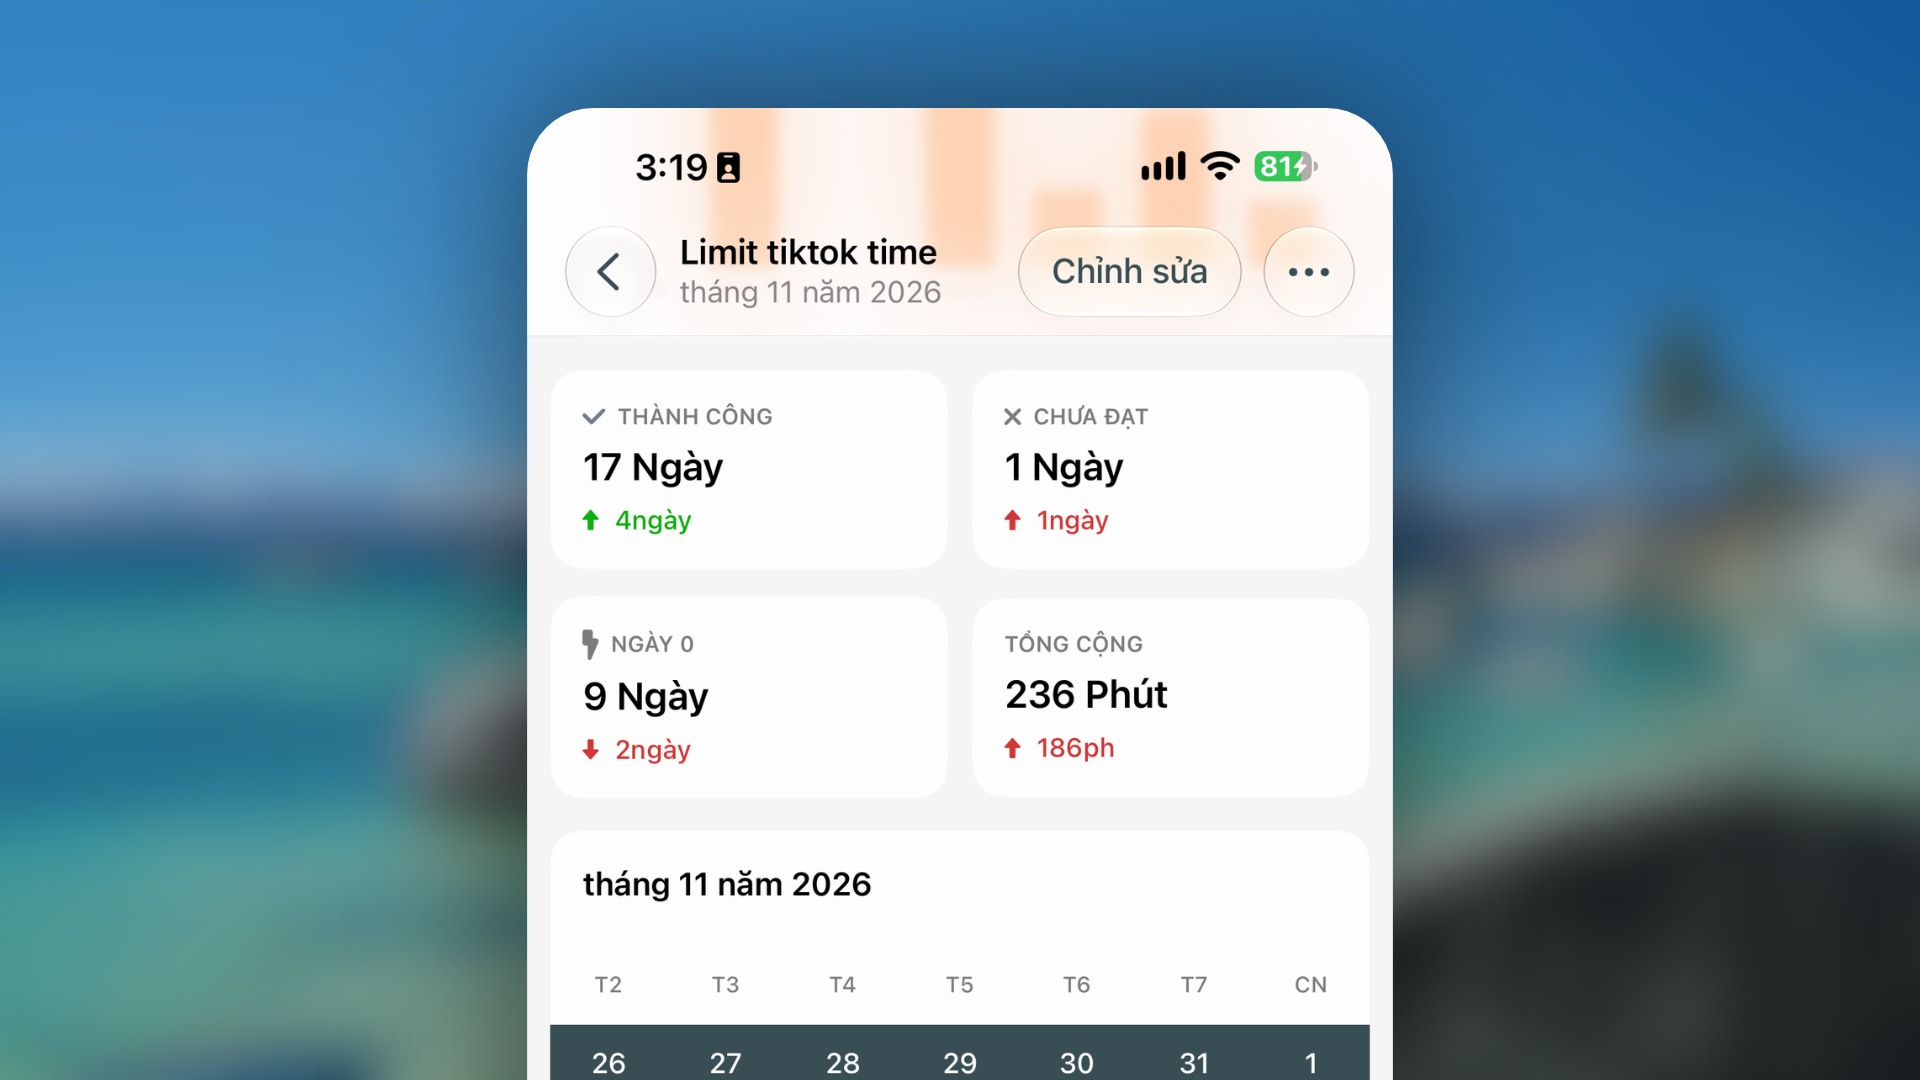 3:19
81
Limit tiktok time
tháng 11 năm 2026
Chỉnh sửa
THÀNH CÔNG
17 Ngày
4ngày
CHƯA ĐẠT
1 Ngày
1ngày
NGÀY 0
9 Ngày
2ngày
TỔNG CỘNG
236 Phút
186ph
tháng 11 năm 2026
T2 T3 T4 T5 T6 T7 CN
26 27 28 29 30 31 1